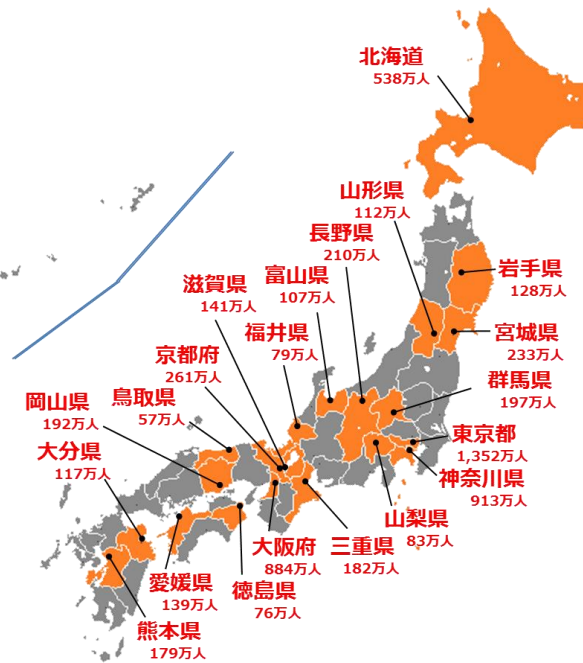 北海道
538万人
山形県
112万人
長野県
210万人
岩手県
128万人
富山県
107万人
滋賀県
141万人
福井県
79万人
宮城県
233万人
京都府
261万人
群馬県
197万人
鳥取県
57万人
岡山県
192万人
東京都
1,352万人
大分県
117万人
神奈川県
913万人
山梨県
83万人
大阪府
884万人
三重県
182万人
愛媛県
139万人
徳島県
76万人
熊本県
179万人